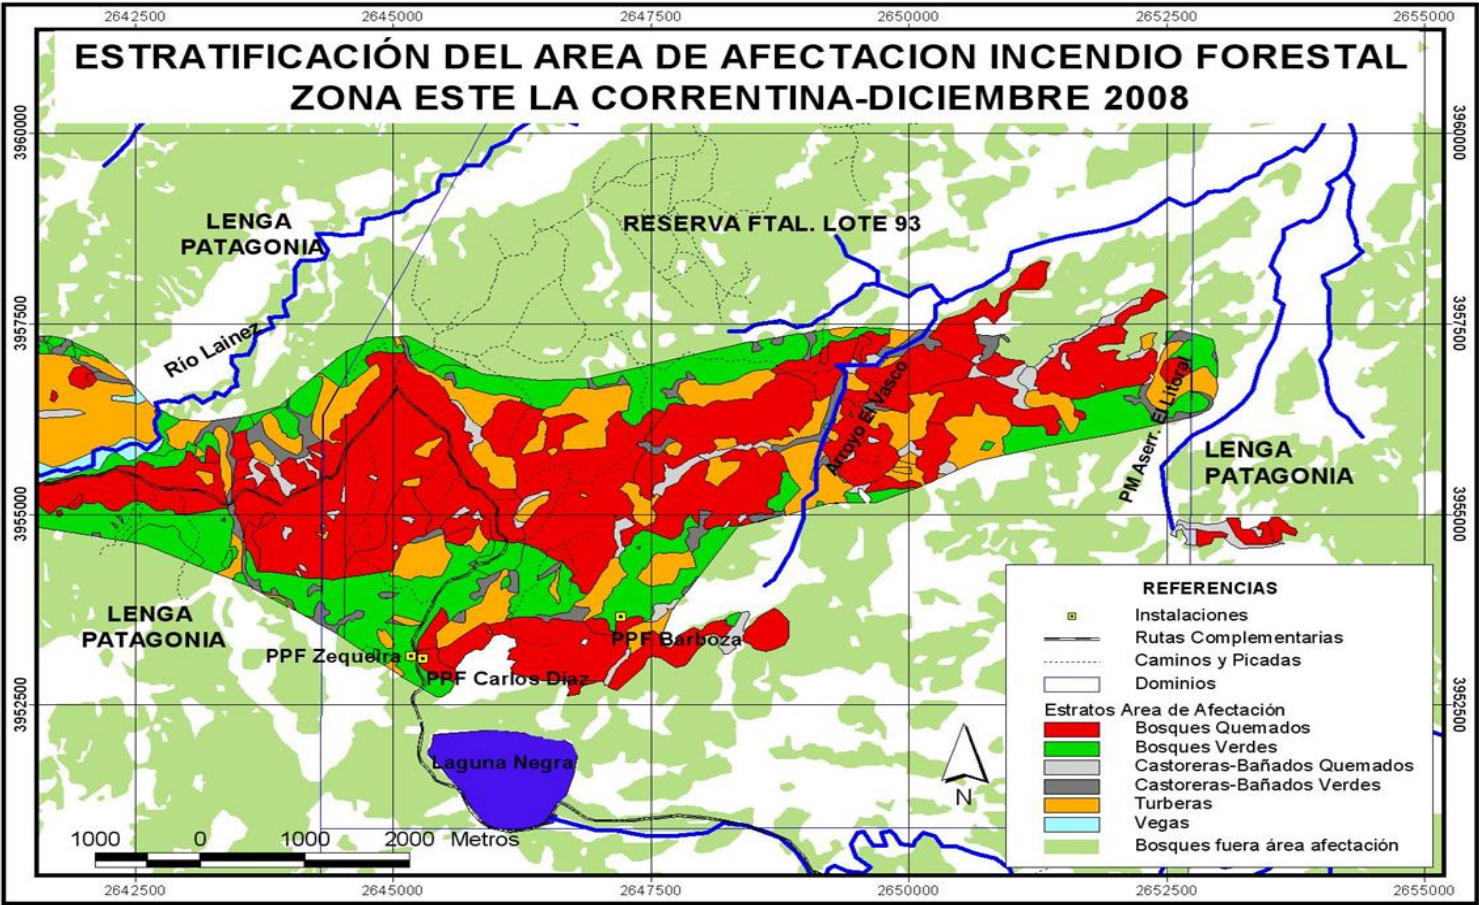 2642500 2645000 2647500 2650000 2652500 2655000
ESTRATIFICACIÓN DEL AREA DE AFECTACION INCENDIO FORESTAL
ZONA ESTE LA CORRENTINA-DICIEMBRE 2008
3960000
3960000
LENGA
PATAGONIA
RESERVA FTAL. LOTE 93
3957500
3957500
Río Lainez
Arroyo El Vasco
PM Aserr. El Litoral
LENGA
PATAGONIA
3955000
3955000
LENGA
PATAGONIA
PPF Barboza
PPF Zequeira
PPF Carlos Díaz
3952500
3952500
Laguna Negra
N
1000 0 1000 2000 Metros
REFERENCIAS
Instalaciones
Rutas Complementarias
Caminos y Picadas
Dominios
Estratos Area de Afectación
Bosques Quemados
Bosques Verdes
Castoreras-Bañados Quemados
Castoreras-Bañados Verdes
Turberas
Vegas
Bosques fuera área afectación
2642500 2645000 2647500 2650000 2652500 2655000